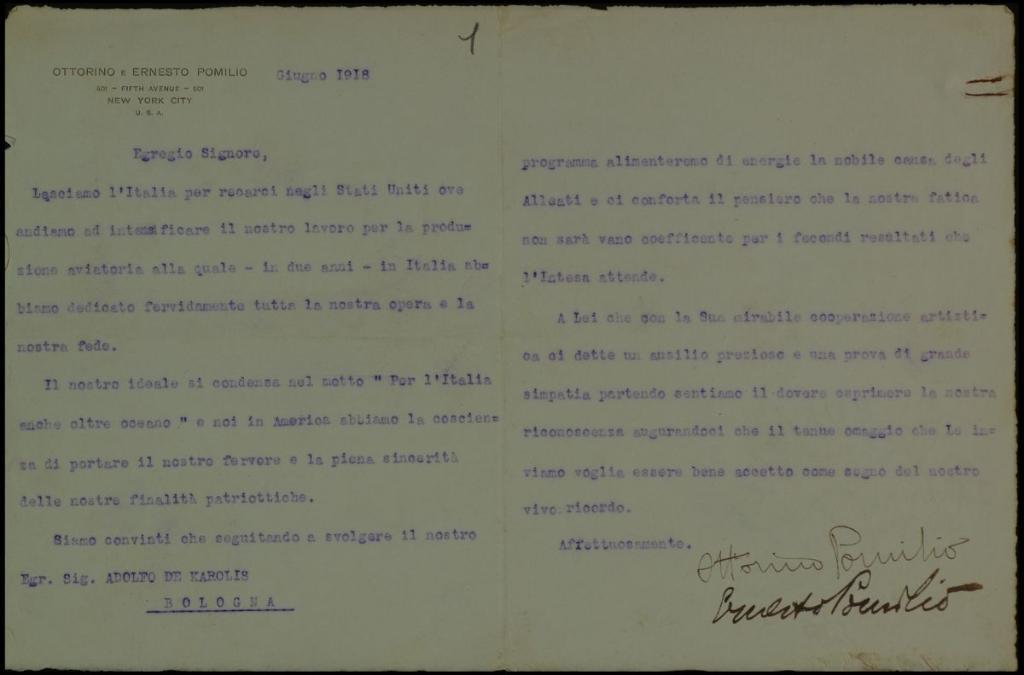 1
OTTORINO E ERNESTO POMILIO
501 - FIFTH AVENUE - 501
NEW YORK CITY
U. S. A.
Giugno 1918
Egregio Signore,
Lasciamo l'Italia per recarci negli Stati Uniti ove
andiamo ad intensificare il nostro lavoro per la produ=
zione aviatoria alla quale - in due anni - in Italia ab=
biamo dedicato fervidamente tutta la nostra opera e la
nostra fede.
Il nostro ideale si condensa nel motto " Per l'Italia
anche oltre oceano " e noi in America abbiamo la coscien=
za di portare il nostro fervore e la piena sincerità
delle nostre finalità patriottiche.
Siamo convinti che seguitando a svolgere il nostro
Egr. Sig. ADOLFO DE KAROLIS
BOLOGNA
programma alimenteremo di energie la nobile causa degli
Alleati e ci conforta il pensiero che la nostra fatica
non sarà vano coefficente per i fecondi resultati che
l'Intesa attende.
A Lei che con la Sua mirabile cooperazione artizti=
ca ci dette un ausilio prezioso e una prova di grande
simpatia partendo sentiamo il dovere esprimere la nostra
riconoscenza augurandoci che il tenue omaggio che Le in=
viamo voglia essere bene accetto come segno del nostro
vivo ricordo.
Affettuosamente.
Ottorino Pomilio
Ernesto Pomilio